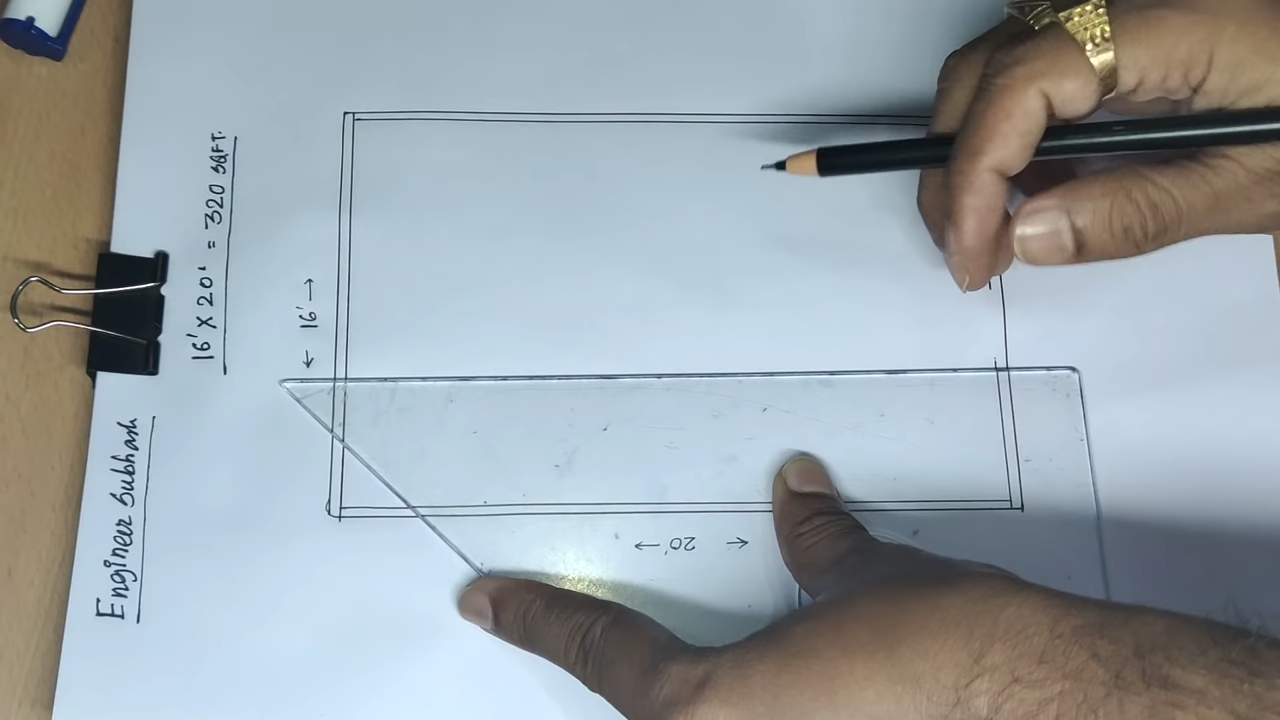 Engineer Subhash
16' X 20' = 320 SQFT.
← 16' →
← 20' →